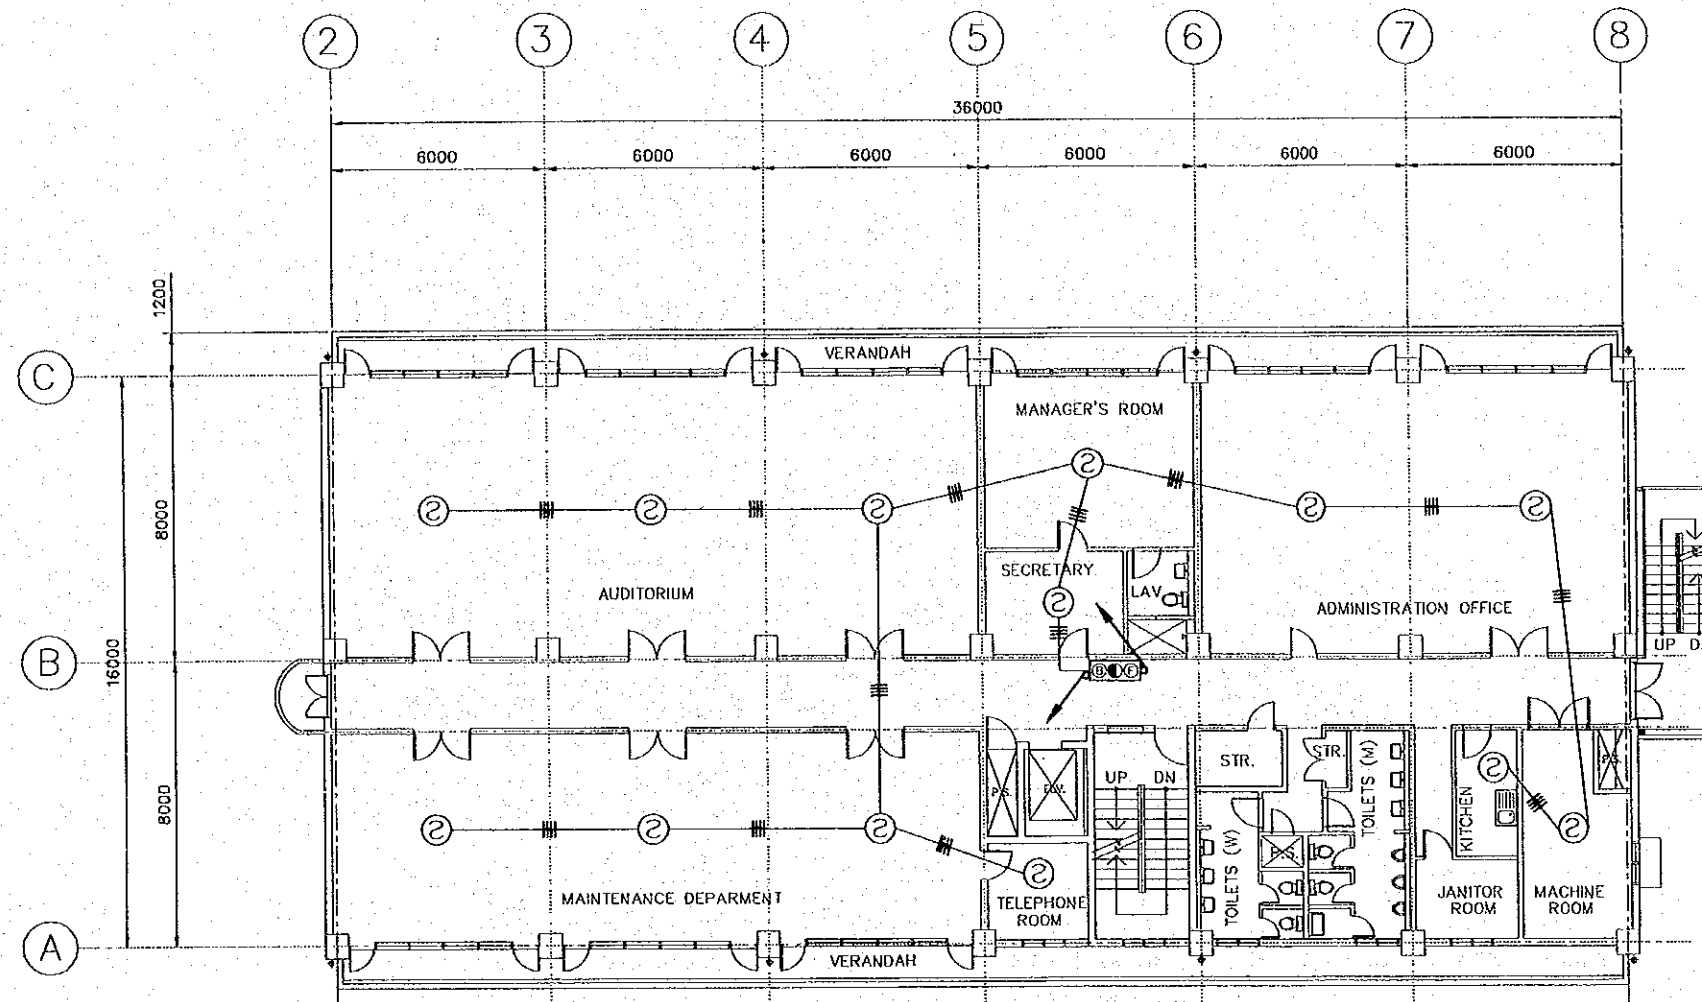 2 3 4 5 6 7 8
36000
6000 6000 6000 6000 6000 6000
1200
VERANDAH
C
MANAGER'S ROOM
S
S S S S S
8000
SECRETARY
AUDITORIUM
LAV
S
ADMINISTRATION OFFICE
UP D
B
16000
B F
STR.
STR.
UP DN
P.S.
S
TOILETS (M)
KITCHEN
8000
S S S
S
P.S.
TOILETS (W)
S
MAINTENANCE DEPARMENT
TELEPHONE
ROOM
JANITOR
ROOM
MACHINE
ROOM
A
VERANDAH